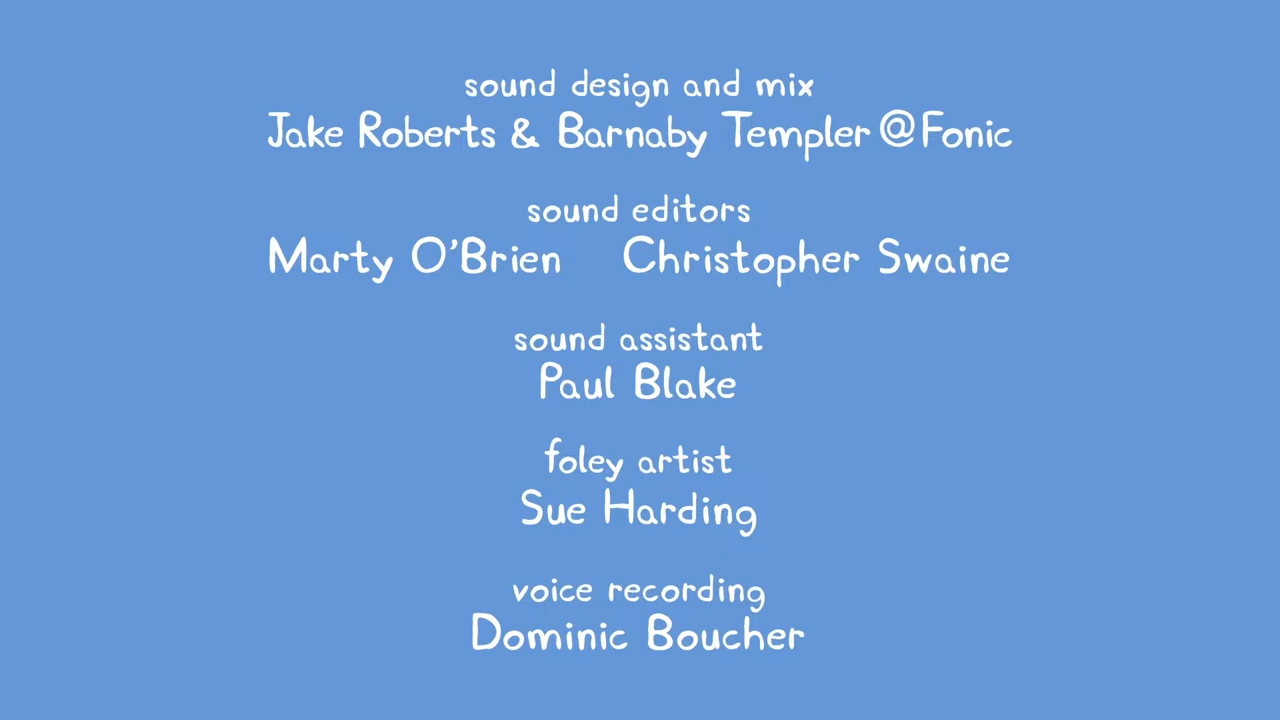 sound design and mix
Jake Roberts & Barnaby Templer @ Fonic
sound editors
Marty O'Brien Christopher Swaine
sound assistant
Paul Blake
foley artist
Sue Harding
voice recording
Dominic Boucher